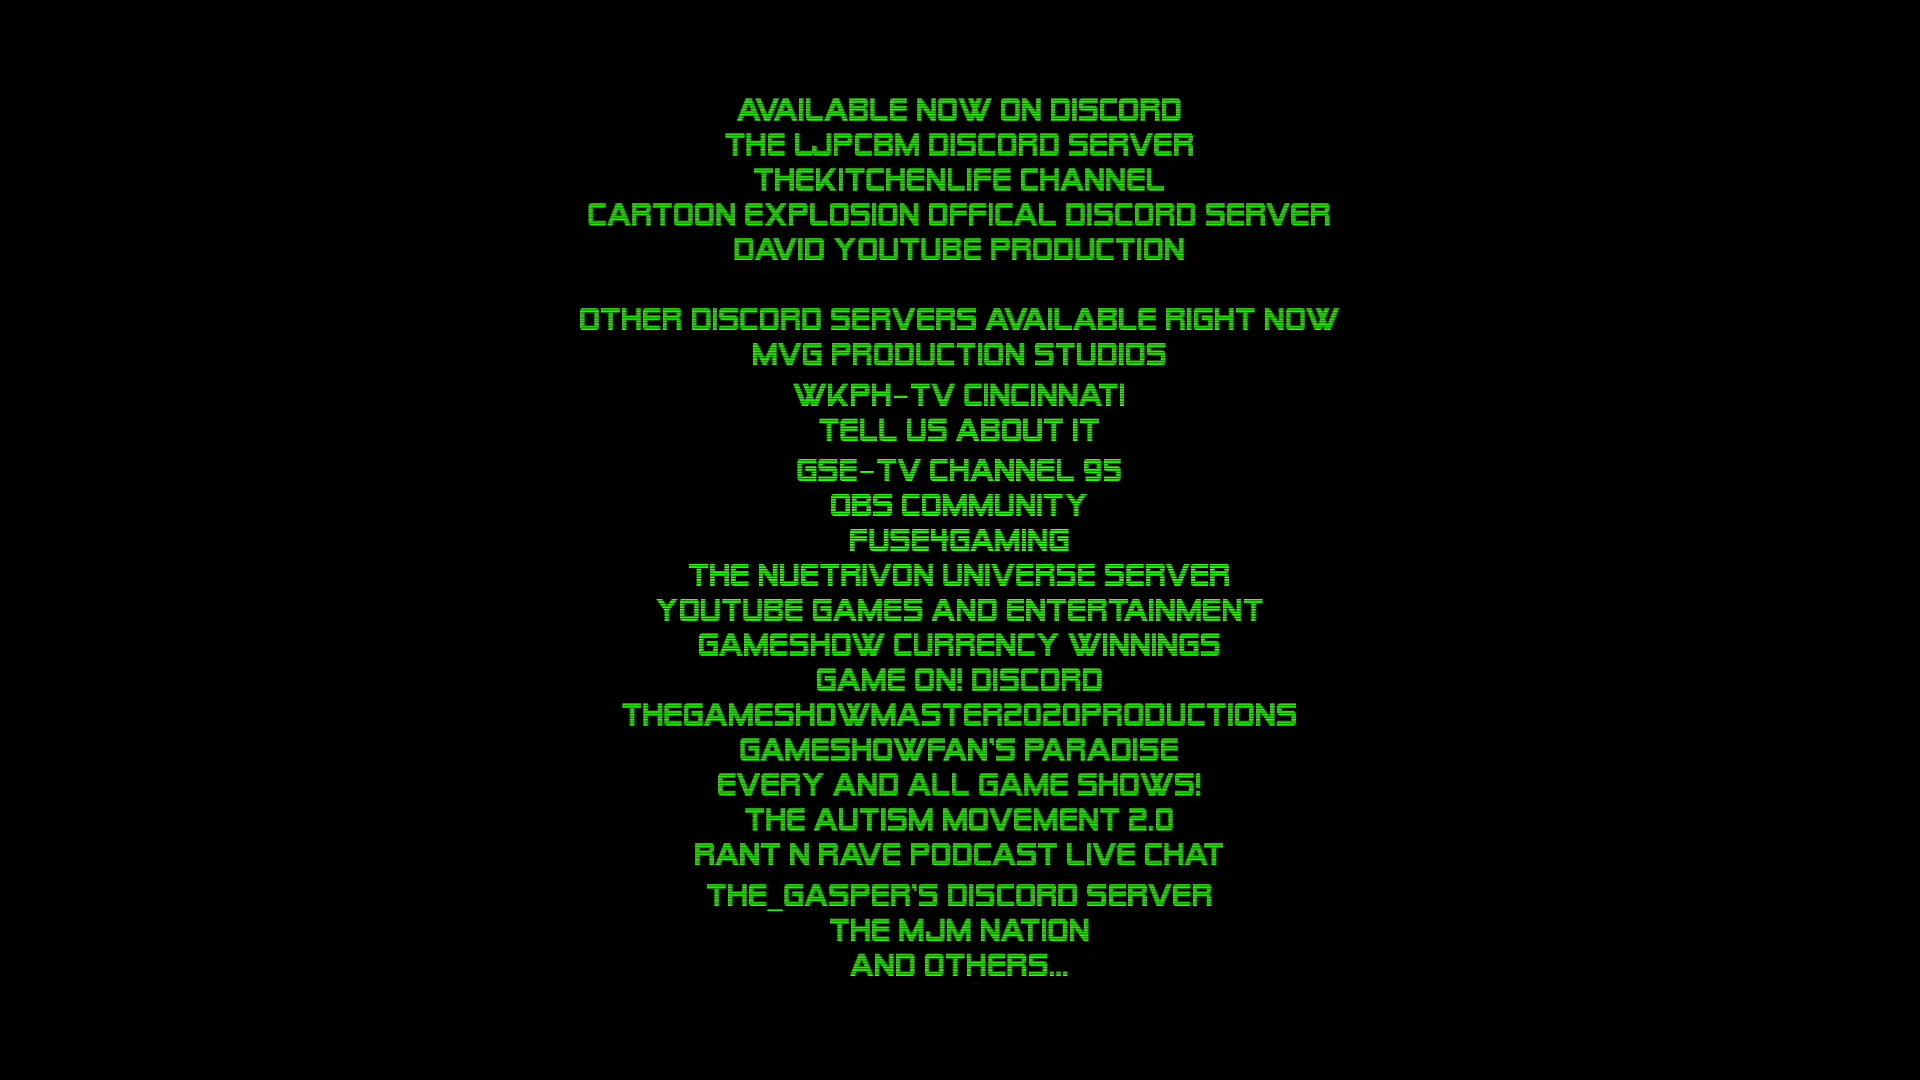 AVAILABLE NOW ON DISCORD
THE LJPCBM DISCORD SERVER
THEKITCHENLIFE CHANNEL
CARTOON EXPLOSION OFFICAL DISCORD SERVER
DAVID YOUTUBE PRODUCTION
OTHER DISCORD SERVERS AVAILABLE RIGHT NOW
MVG PRODUCTION STUDIOS
WKPH-TV CINCINNATI
TELL US ABOUT IT
GSE-TV CHANNEL 95
OBS COMMUNITY
FUSE4GAMING
THE NUETRIVON UNIVERSE SERVER
YOUTUBE GAMES AND ENTERTAINMENT
GAMESHOW CURRENCY WINNINGS
GAME ON! DISCORD
THEGAMESHOWMASTER2020PRODUCTIONS
GAMESHOWFAN'S PARADISE
EVERY AND ALL GAME SHOWS!
THE AUTISM MOVEMENT 2.0
RANT N RAVE PODCAST LIVE CHAT
THE_GASPER'S DISCORD SERVER
THE MJM NATION
AND OTHERS...